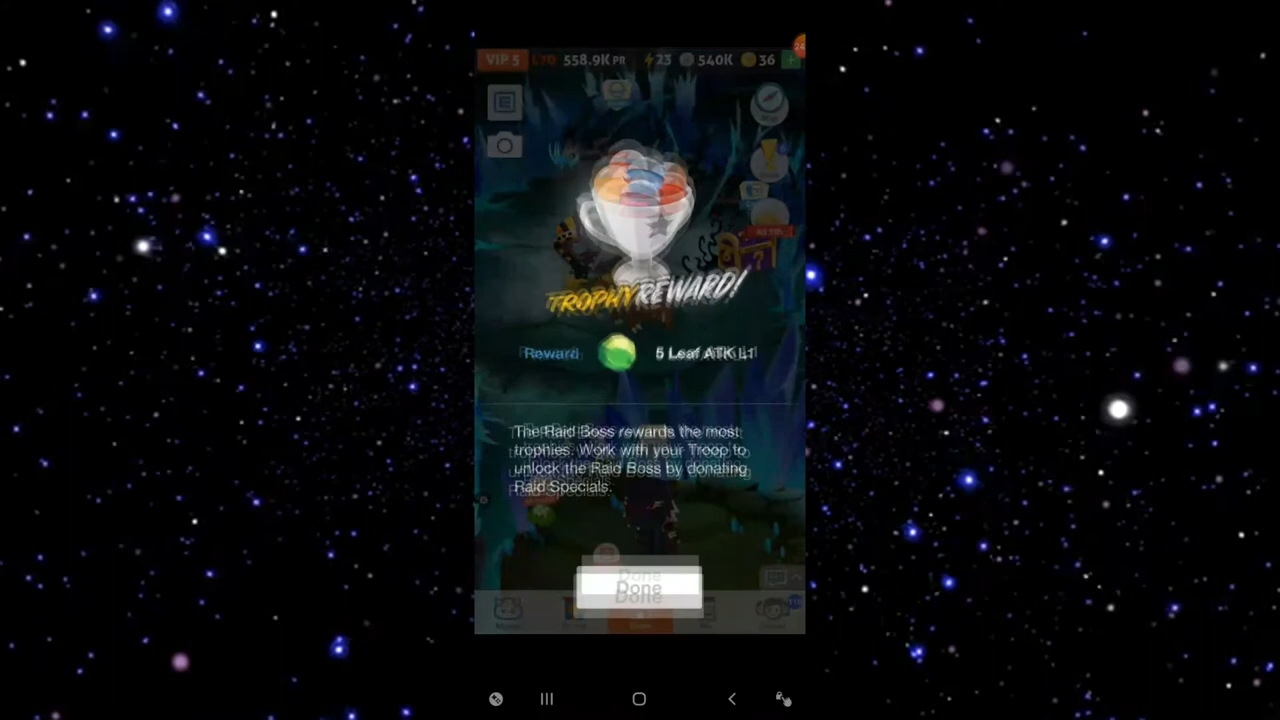 VIP 5 558.9K PR 23 540K 36
TROPHY REWARD!
Reward 5 Leaf ATK L1
The Raid Boss rewards the most
trophies. Work with your Troop to
unlock the Raid Boss by donating
Raid Specials.
Done